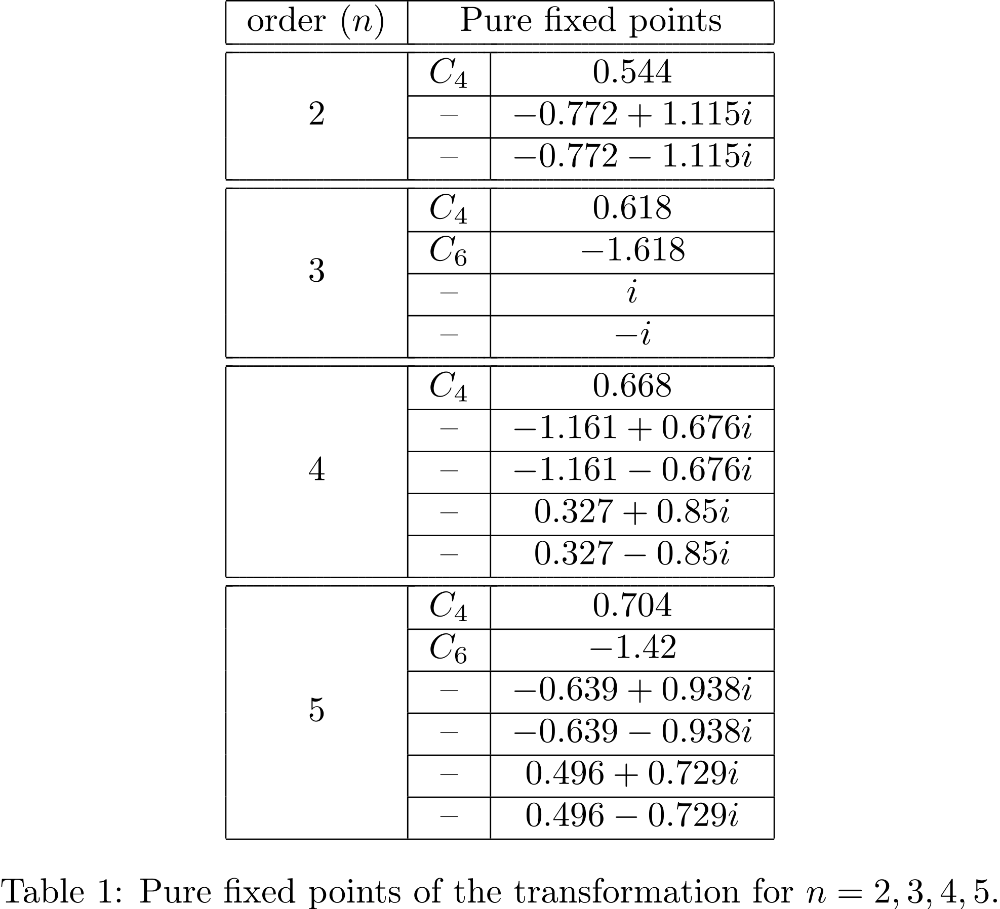 order (n) Pure fixed points
2
C₄ 0.544
– −0.772 + 1.115i
– −0.772 − 1.115i
3
C₄ 0.618
C₆ −1.618
– i
– −i
4
C₄ 0.668
– −1.161 + 0.676i
– −1.161 − 0.676i
– 0.327 + 0.85i
– 0.327 − 0.85i
5
C₄ 0.704
C₆ −1.42
– −0.639 + 0.938i
– −0.639 − 0.938i
– 0.496 + 0.729i
– 0.496 − 0.729i
Table 1: Pure fixed points of the transformation for n = 2, 3, 4, 5.